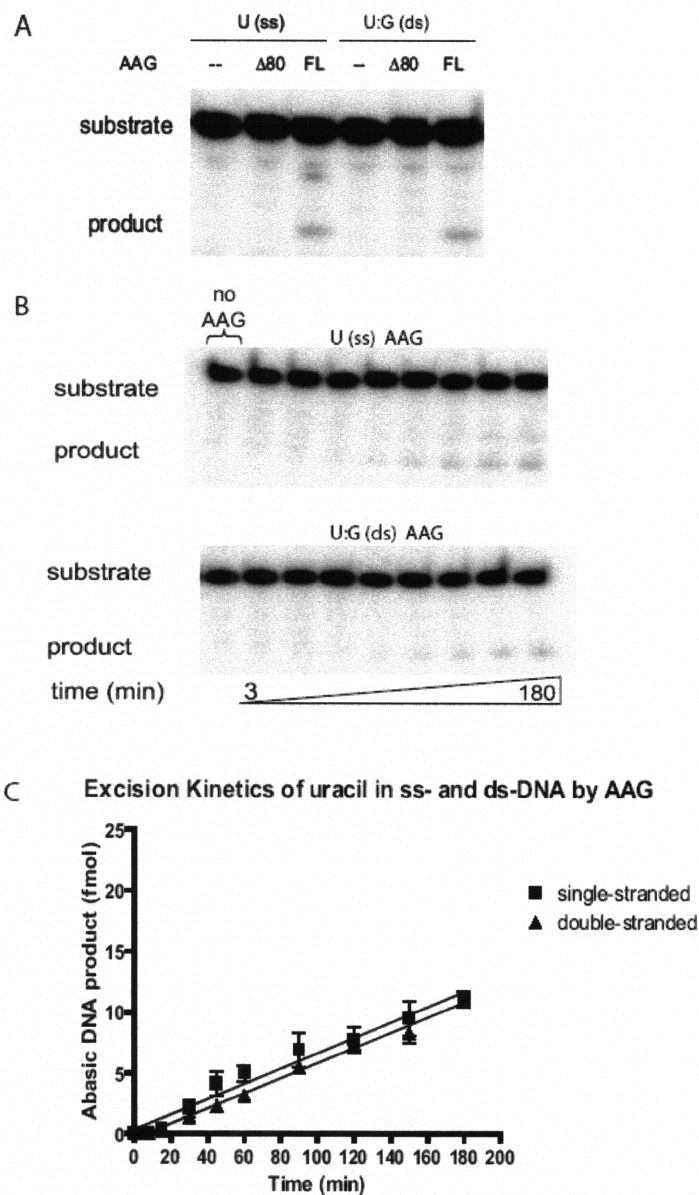 A
U (ss) U:G (ds)
AAG -- Δ80 FL – Δ80 FL
substrate
product
B
no
AAG
U (ss) AAG
substrate
product
U:G (ds) AAG
substrate
product
time (min) 3 180
C
Excision Kinetics of uracil in ss- and ds-DNA by AAG
Abasic DNA product (fmol)
25
20
15
10
5
0
0 20 40 60 80 100 120 140 160 180 200
Time (min)
single-stranded
double-stranded